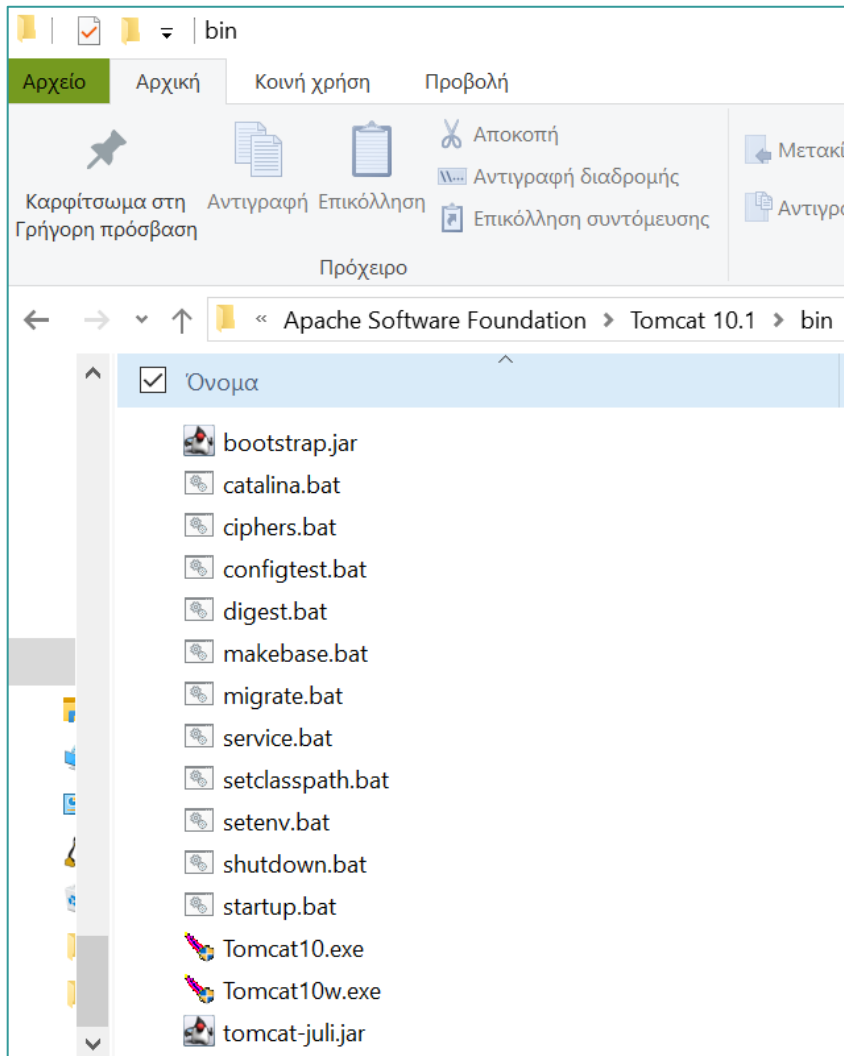 bin
Αρχείο Αρχική Κοινή χρήση Προβολή
Καρφίτσωμα στη
Γρήγορη πρόσβαση
Αντιγραφή Επικόλληση
Αποκοπή
Αντιγραφή διαδρομής
Επικόλληση συντόμευσης
Μετακί
Αντιγρα
Πρόχειρο
« Apache Software Foundation > Tomcat 10.1 > bin
Όνομα
bootstrap.jar
catalina.bat
ciphers.bat
configtest.bat
digest.bat
makebase.bat
migrate.bat
service.bat
setclasspath.bat
setenv.bat
shutdown.bat
startup.bat
Tomcat10.exe
Tomcat10w.exe
tomcat-juli.jar